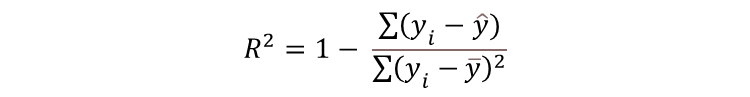 R² = 1 − ∑(yᵢ − ŷ) / ∑(yᵢ − ȳ)²